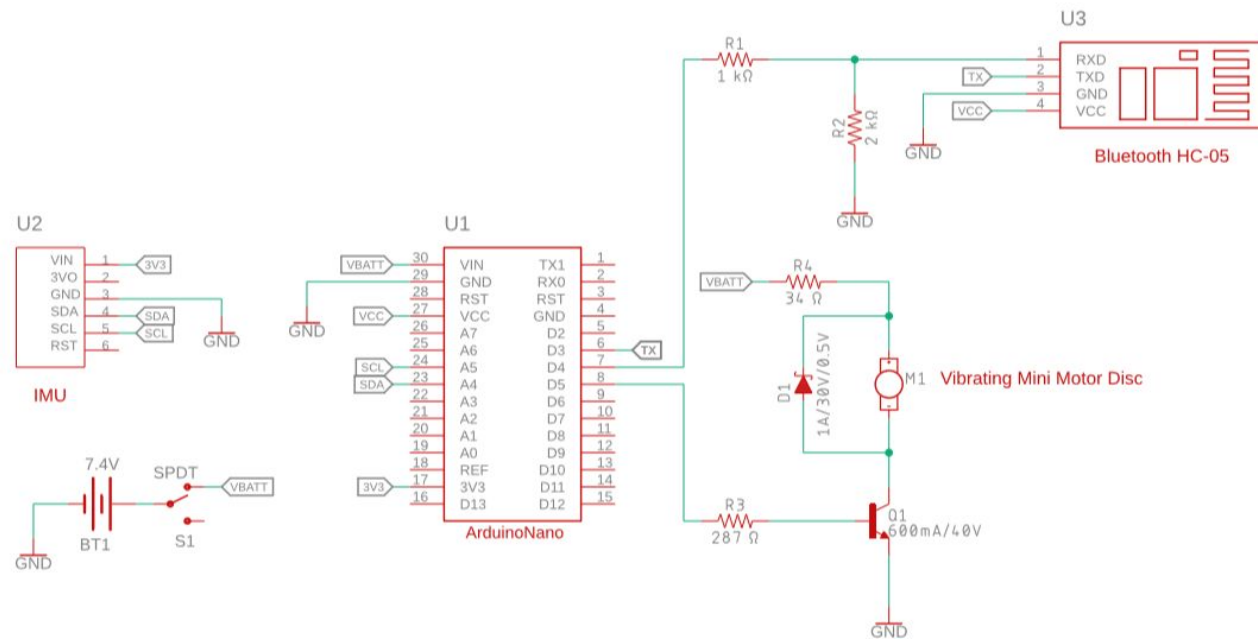 U3
R1
1 kΩ
1 RXD
TX 2 TXD
3 GND
VCC 4 VCC
R2
2 kΩ
GND
GND
Bluetooth HC-05
U2
VIN 1 3V3
3VO 2
GND 3
SDA 4 SDA
SCL 5 SCL
RST 6
GND
IMU
U1
VBATT 30 VIN TX1 1
29 GND RX0 2
28 RST RST 3
VCC 27 VCC GND 4
26 A7 D2 5
25 A6 D3 6 TX
SCL 24 A5 D4 7
SDA 23 A4 D5 8
22 A3 D6 9
21 A2 D7 10
20 A1 D8 11
19 A0 D9 12
18 REF D10 13
3V3 17 3V3 D11 14
16 D13 D12 15
GND
ArduinoNano
VBATT
R4
34 Ω
D1
1A/30V/0.5V
+
M1
-
Vibrating Mini Motor Disc
R3
287 Ω
Q1
600mA/40V
GND
7.4V
SPDT
VBATT
BT1
S1
GND